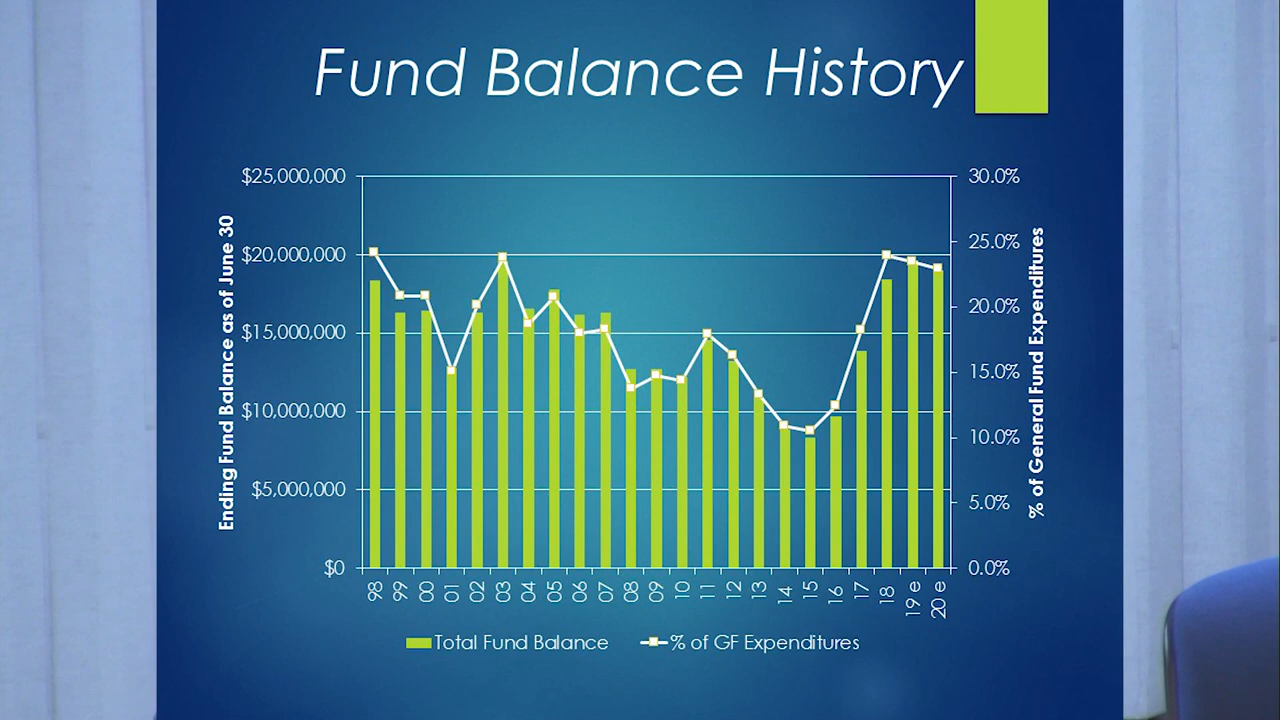 Fund Balance History
Ending Fund Balance as of June 30
$25,000,000
$20,000,000
$15,000,000
$10,000,000
$5,000,000
$0
30.0%
25.0%
20.0%
15.0%
10.0%
5.0%
0.0%
% of General Fund Expenditures
98 99 00 01 02 03 04 05 06 07 08 09 10 11 12 13 14 15 16 17 18 19 e 20 e
Total Fund Balance % of GF Expenditures